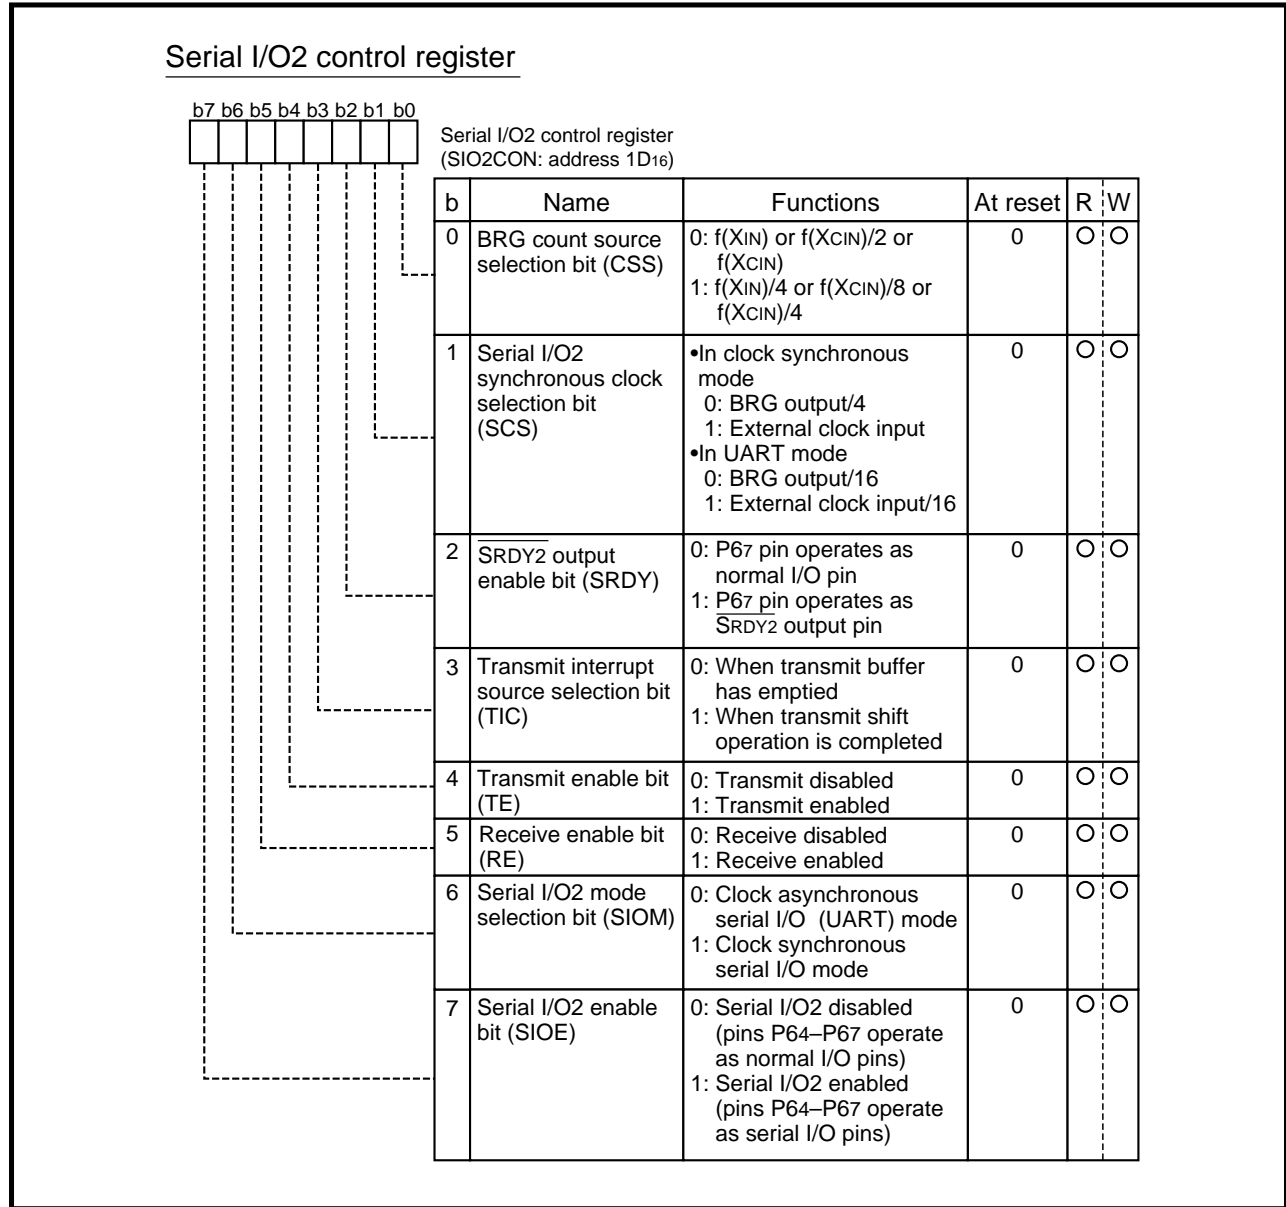 Serial I/O2 control register
b7 b6 b5 b4 b3 b2 b1 b0
Serial I/O2 control register
(SIO2CON: address 1D16)
b Name Functions At reset R W
0 BRG count source selection bit (CSS) 0: f(XIN) or f(XCIN)/2 or f(XCIN) 0 O O
1: f(XIN)/4 or f(XCIN)/8 or f(XCIN)/4
1 Serial I/O2 synchronous clock selection bit (SCS) •In clock synchronous mode 0 O O
0: BRG output/4
1: External clock input
•In UART mode
0: BRG output/16
1: External clock input/16
2 SRDY2 output enable bit (SRDY) 0: P67 pin operates as normal I/O pin 0 O O
1: P67 pin operates as SRDY2 output pin
3 Transmit interrupt source selection bit (TIC) 0: When transmit buffer has emptied 0 O O
1: When transmit shift operation is completed
4 Transmit enable bit (TE) 0: Transmit disabled 0 O O
1: Transmit enabled
5 Receive enable bit (RE) 0: Receive disabled 0 O O
1: Receive enabled
6 Serial I/O2 mode selection bit (SIOM) 0: Clock asynchronous serial I/O (UART) mode 0 O O
1: Clock synchronous serial I/O mode
7 Serial I/O2 enable bit (SIOE) 0: Serial I/O2 disabled (pins P64–P67 operate as normal I/O pins) 0 O O
1: Serial I/O2 enabled (pins P64–P67 operate as serial I/O pins)